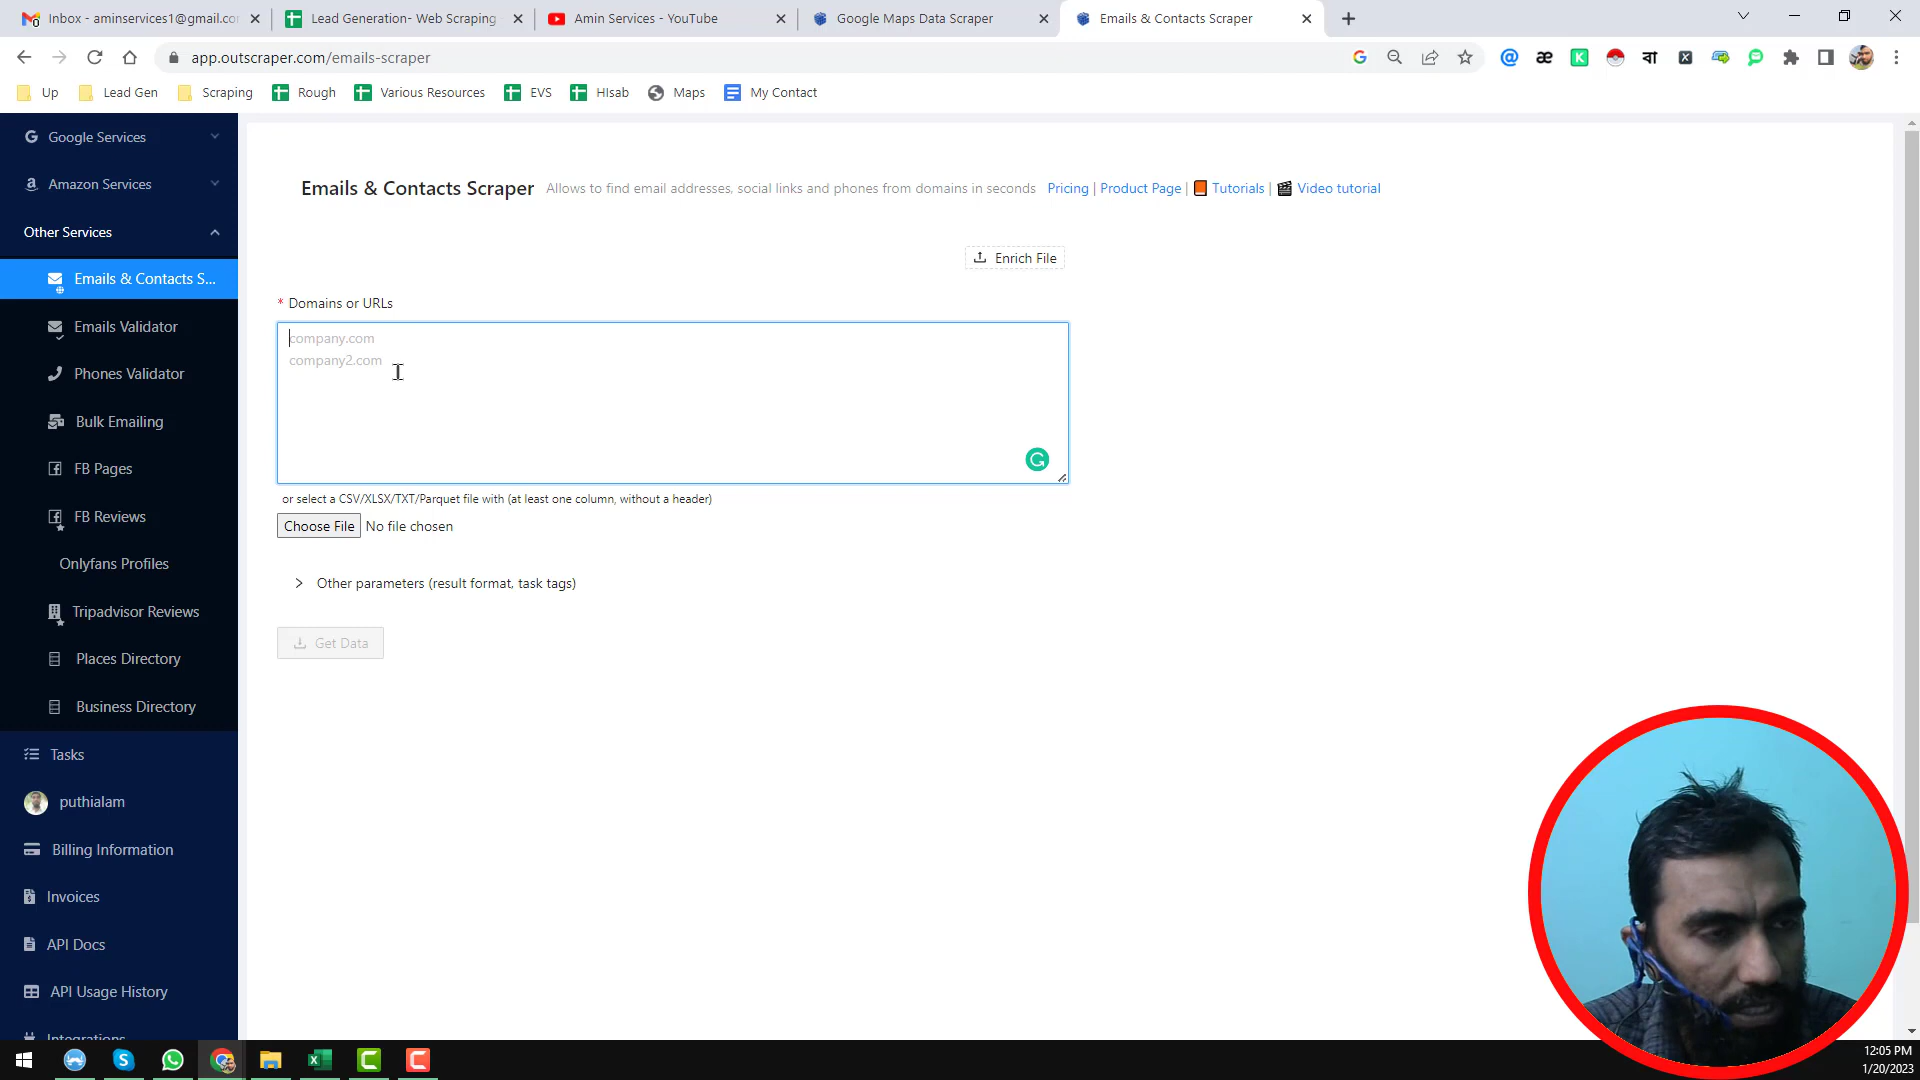 Inbox - aminservices1@gmail.co
Lead Generation- Web Scraping
Amin Services - YouTube
Google Maps Data Scraper
Emails & Contacts Scraper
app.outscraper.com/emails-scraper
Up
Lead Gen
Scraping
Rough
Various Resources
EVS
HIsab
Maps
My Contact
Google Services
Amazon Services
Other Services
Emails & Contacts S...
Emails Validator
Phones Validator
Bulk Emailing
FB Pages
FB Reviews
Onlyfans Profiles
Tripadvisor Reviews
Places Directory
Business Directory
Tasks
puthialam
Billing Information
Invoices
API Docs
API Usage History
Integrations
Emails & Contacts Scraper Allows to find email addresses, social links and phones from domains in seconds Pricing | Product Page | Tutorials | Video tutorial
Enrich File
* Domains or URLs
company.com
company2.com
or select a CSV/XLSX/TXT/Parquet file with (at least one column, without a header)
Choose File No file chosen
Other parameters (result format, task tags)
Get Data
12:05 PM
1/20/2023